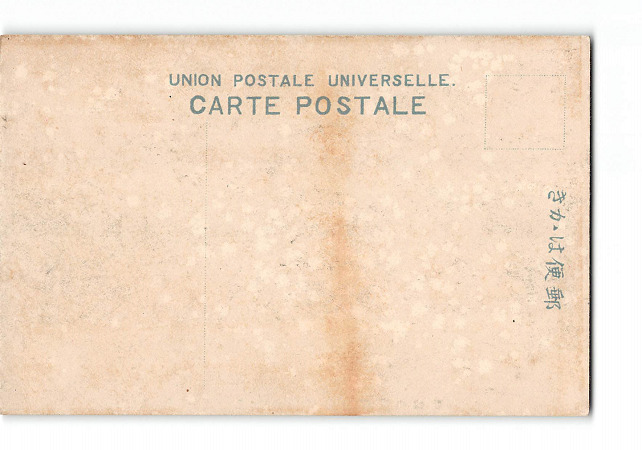 UNION POSTALE UNIVERSELLE.
CARTE POSTALE
郵便はかき